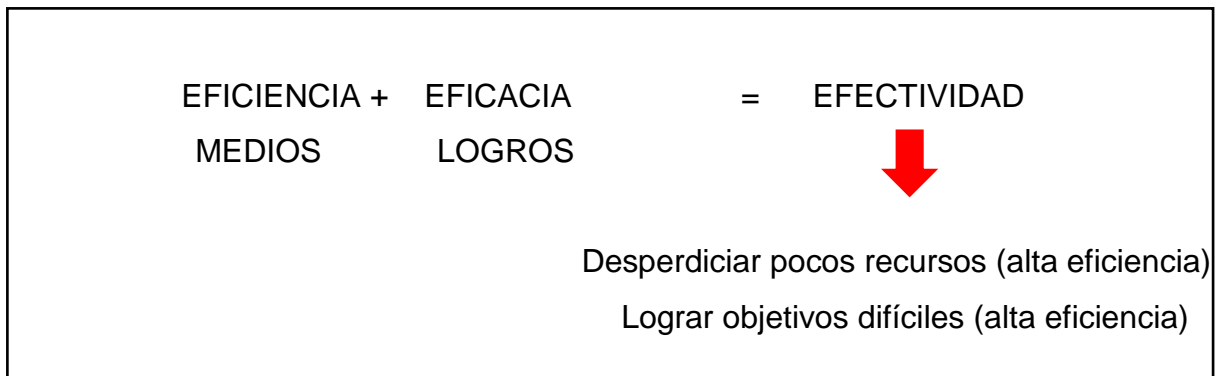 EFICIENCIA + EFICACIA = EFECTIVIDAD
MEDIOS LOGROS
Desperdiciar pocos recursos (alta eficiencia)
Lograr objetivos difíciles (alta eficiencia)